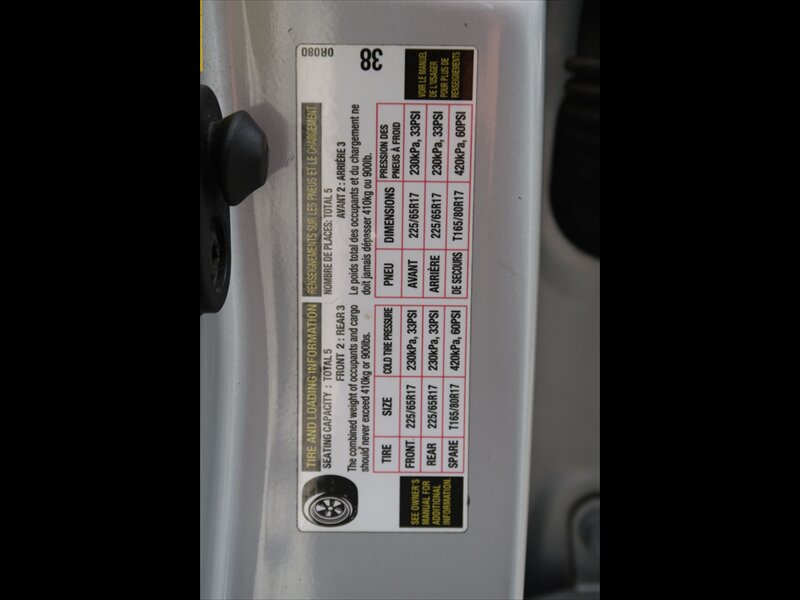 TIRE AND LOADING INFORMATION
SEATING CAPACITY : TOTAL 5
FRONT 2 : REAR 3
The combined weight of occupants and cargo
should never exceed 410kg or 900lbs.
TIRE SIZE COLD TIRE PRESSURE
FRONT 225/65R17 230kPa, 33PSI
REAR 225/65R17 230kPa, 33PSI
SPARE T165/80R17 420kPa, 60PSI
SEE OWNER'S
MANUAL FOR
ADDITIONAL
INFORMATION
RENSEIGNEMENTS SUR LES PNEUS ET LE CHARGEMENT
NOMBRE DE PLACES: TOTAL 5
AVANT 2 : ARRIÈRE 3
Le poids total des occupants et du chargement ne
doit jamais dépasser 410kg ou 900lb.
PNEU DIMENSIONS PRESSION DES
PNEUS À FROID
AVANT 225/65R17 230kPa, 33PSI
ARRIÈRE 225/65R17 230kPa, 33PSI
DE SECOURS T165/80R17 420kPa, 60PSI
VOIR LE MANUEL
DE L'USAGER
POUR PLUS DE
RENSEIGNEMENTS
0R080
38